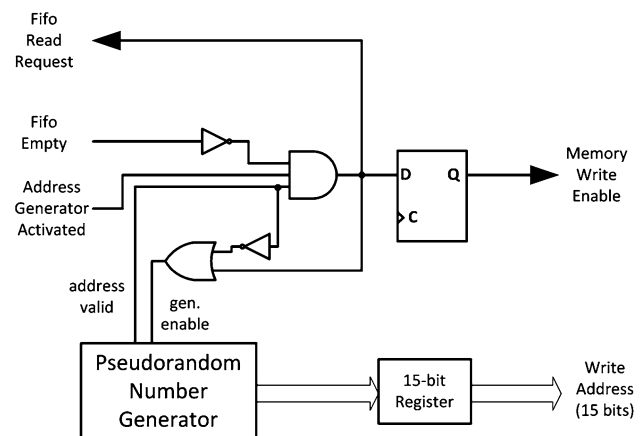 Fifo
Read
Request
Fifo
Empty
Address
Generator
Activated
D
Q
C
Memory
Write
Enable
address
valid
gen.
enable
Pseudorandom
Number
Generator
15-bit
Register
Write
Address
(15 bits)